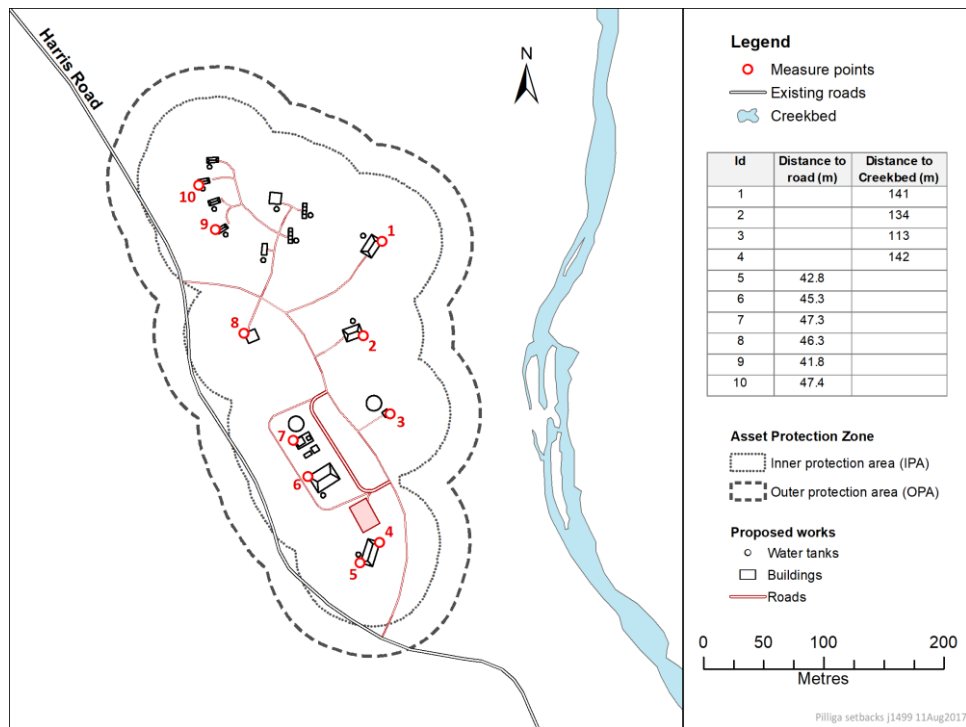 Harris Road
N
10
9
1
8
2
3
7
6
4
5
Legend
Measure points
Existing roads
Creekbed
Id Distance to road (m) Distance to Creekbed (m)
1 141
2 134
3 113
4 142
5 42.8
6 45.3
7 47.3
8 46.3
9 41.8
10 47.4
Asset Protection Zone
Inner protection area (IPA)
Outer protection area (OPA)
Proposed works
Water tanks
Buildings
Roads
0 50 100 200
Metres
Pilliga setbacks j1499 11Aug2017